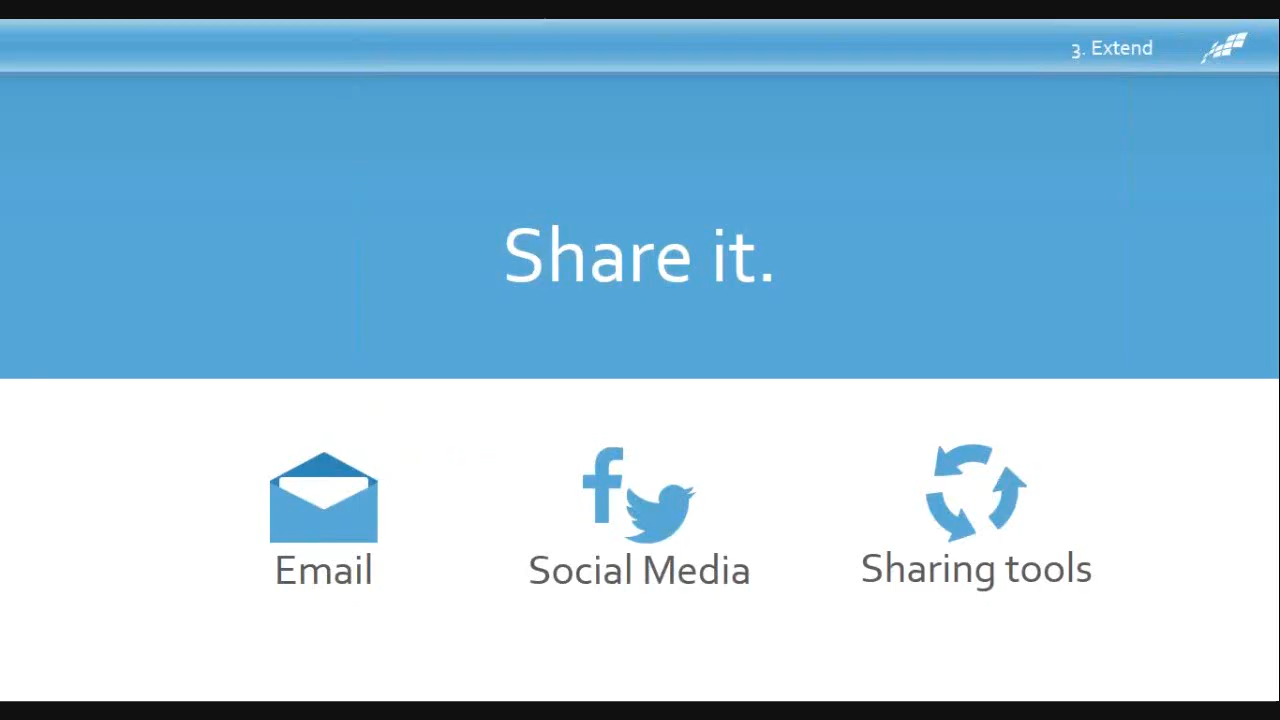 3. Extend
Share it.
Email
Social Media
Sharing tools